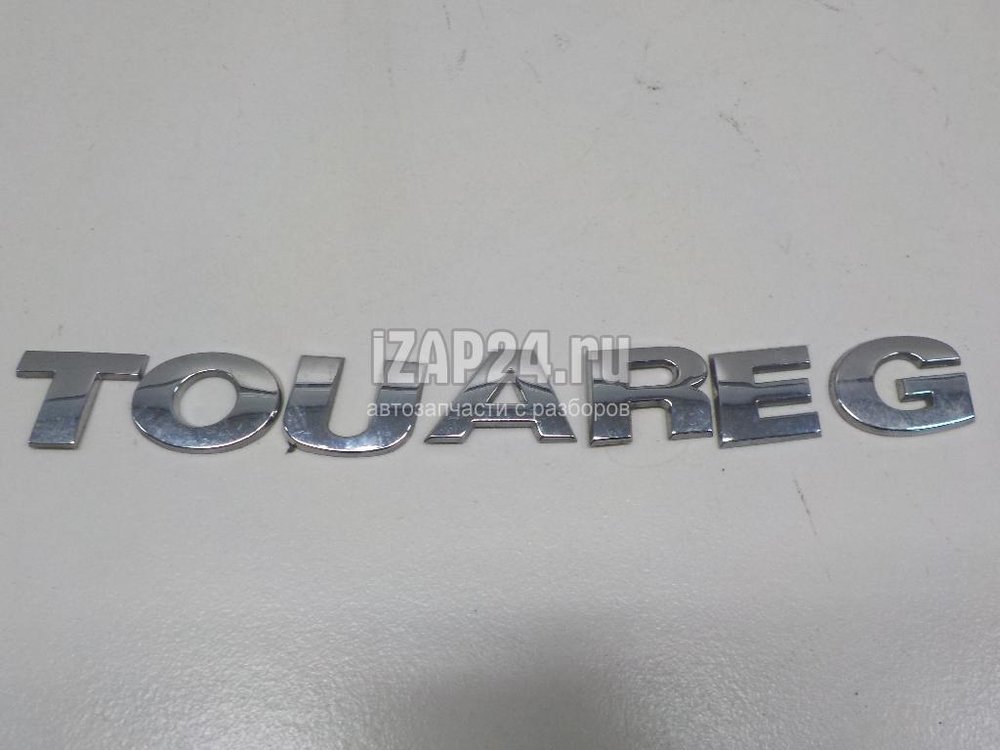 iZAP24.ru
TOUAREG
автозапчасти с разборов